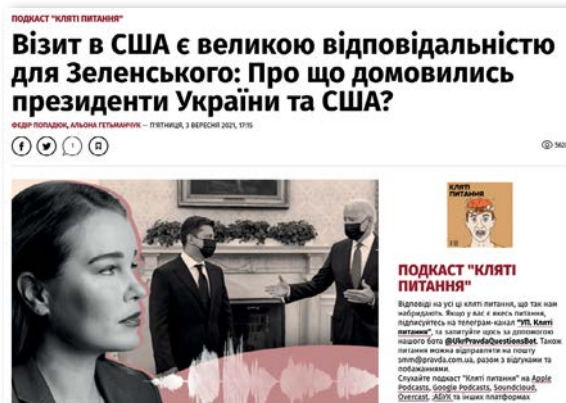 ПОДКАСТ "КЛЯТІ ПИТАННЯ"
Візит в США є великою відповідальністю
для Зеленського: Про що домовились
президенти України та США?
ФЕДІР ПОПАДЮК, АЛЬОНА ГЕТЬМАНЧУК — П'ЯТНИЦЯ, 3 ВЕРЕСНЯ 2021, 17:15
КЛЯТІ
ПИТАННЯ
ПОДКАСТ "КЛЯТІ
ПИТАННЯ"
Відповіді на усі ці кляті питання, що так нам
набридають. Якщо у вас є якесь питання,
підписуйтесь на телеграм-канал "УП. Кляті
питання", та запитуйте щось за допомогою
нашого бота @UkrPravdaQuestionsBot. Також
питання можна відправляти на пошту
smm@pravda.com.ua, разом з відгуками та
побажаннями.
Слухайте подкаст "Кляті питання" на Apple
Podcasts, Google Podcasts, Soundcloud,
Overcast, та інших платформах